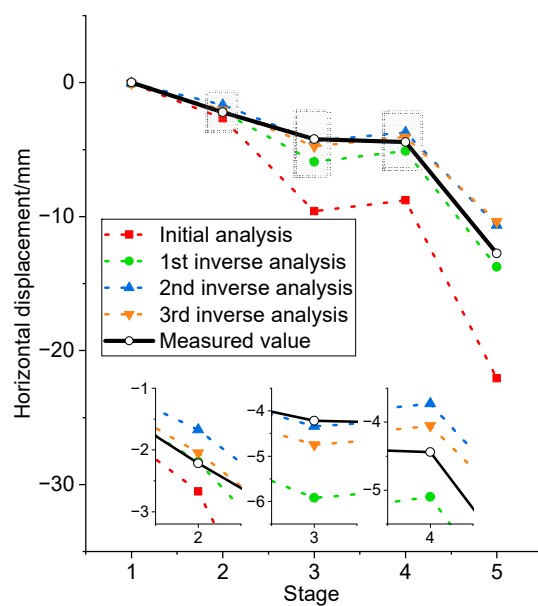 Horizontal displacement/mm
0
−10
−20
−30
Initial analysis
1st inverse analysis
2nd inverse analysis
3rd inverse analysis
Measured value
−1
−2
−3
2
−4
−5
−6
3
−4
−5
4
1 2 3 4 5
Stage